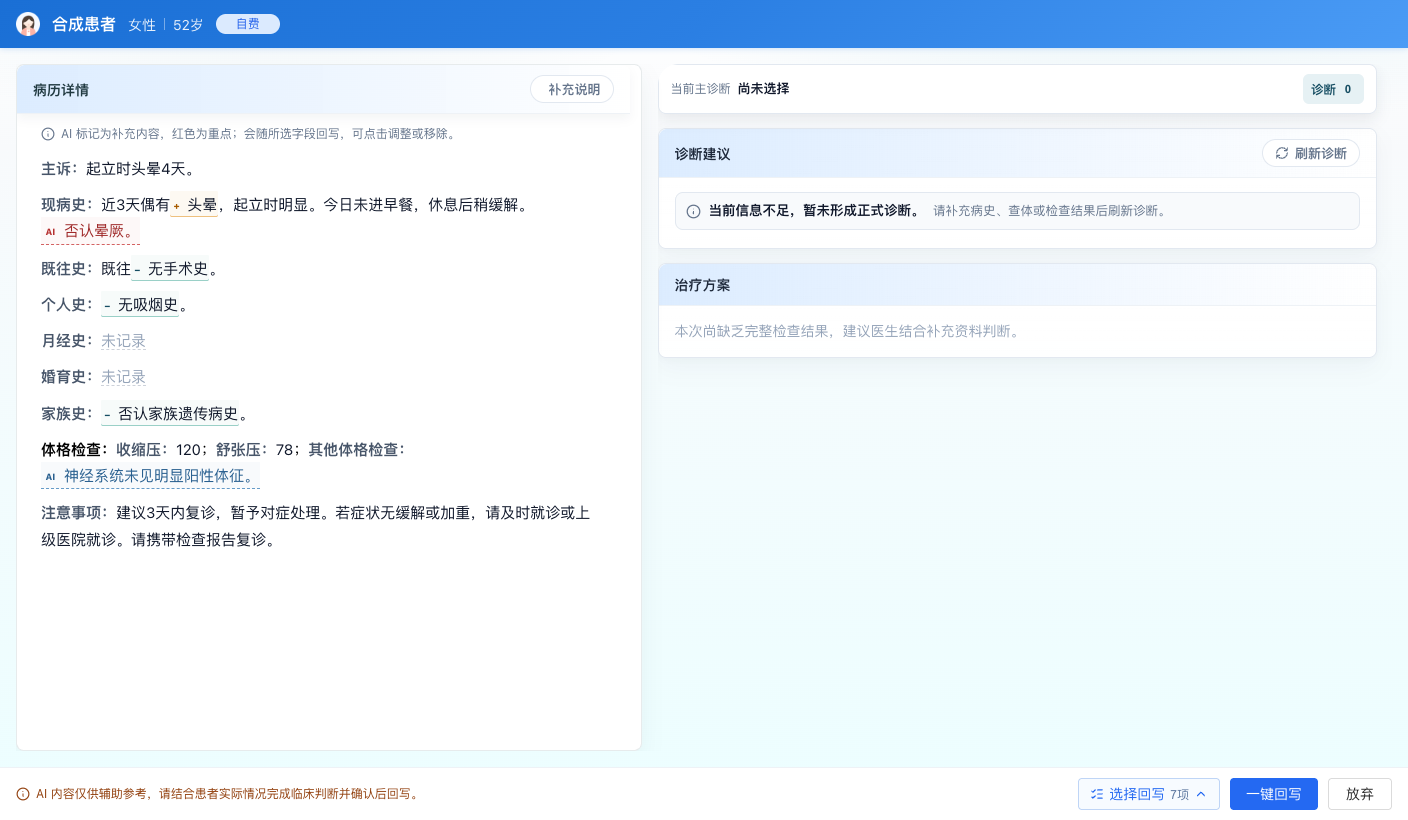 合成患者 女性 52岁 自费
病历详情 补充说明
AI 标记为补充内容，红色为重点；会随所选字段回写，可点击调整或移除。
主诉：起立时头晕4天。
现病史：近3天偶有+ 头晕，起立时明显。今日未进早餐，休息后稍缓解。
AI 否认晕厥。
既往史：既往- 无手术史。
个人史：- 无吸烟史。
月经史：未记录
婚育史：未记录
家族史：- 否认家族遗传病史。
体格检查：收缩压：120；舒张压：78；其他体格检查：
AI 神经系统未见明显阳性体征。
注意事项：建议3天内复诊，暂予对症处理。若症状无缓解或加重，请及时就诊或上
级医院就诊。请携带检查报告复诊。
当前主诊断 尚未选择 诊断 0
诊断建议 刷新诊断
当前信息不足，暂未形成正式诊断。 请补充病史、查体或检查结果后刷新诊断。
治疗方案
本次尚缺乏完整检查结果，建议医生结合补充资料判断。
AI 内容仅供辅助参考，请结合患者实际情况完成临床判断并确认后回写。
选择回写 7项 一键回写 放弃